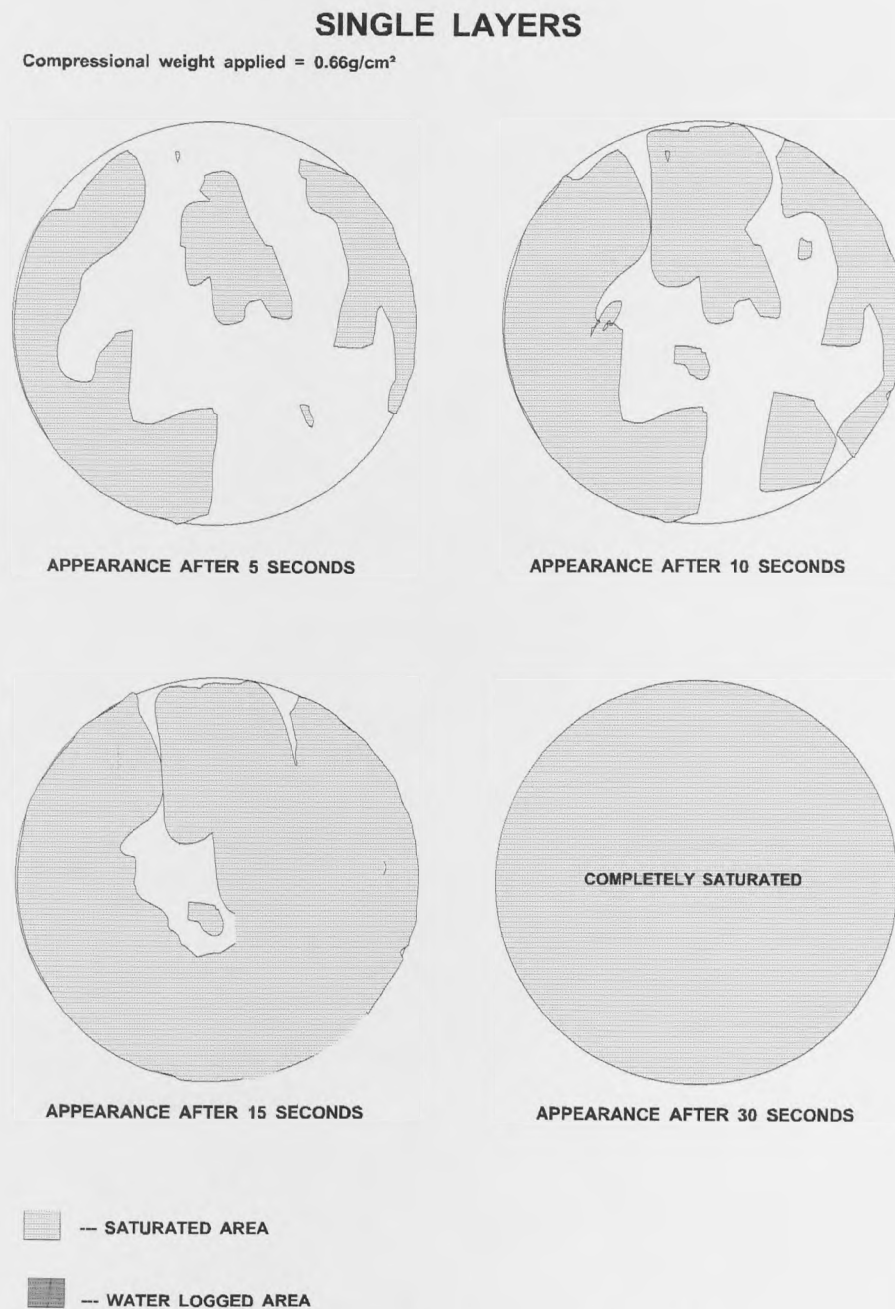 SINGLE LAYERS
Compressional weight applied = 0.66g/cm²
APPEARANCE AFTER 5 SECONDS
APPEARANCE AFTER 10 SECONDS
COMPLETELY SATURATED
APPEARANCE AFTER 15 SECONDS
APPEARANCE AFTER 30 SECONDS
--- SATURATED AREA
--- WATER LOGGED AREA